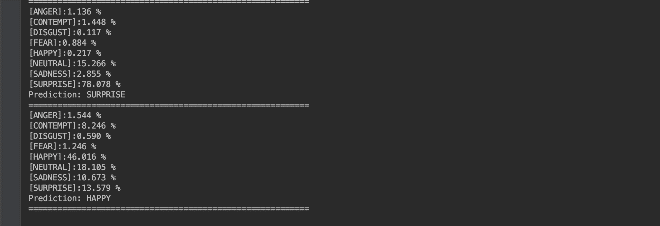 ==========================================================
[ANGER]:1.136 %
[CONTEMPT]:1.448 %
[DISGUST]:0.117 %
[FEAR]:0.884 %
[HAPPY]:0.217 %
[NEUTRAL]:15.266 %
[SADNESS]:2.855 %
[SURPRISE]:78.078 %
Prediction: SURPRISE
==========================================================
[ANGER]:1.544 %
[CONTEMPT]:8.246 %
[DISGUST]:0.590 %
[FEAR]:1.246 %
[HAPPY]:46.016 %
[NEUTRAL]:18.105 %
[SADNESS]:10.673 %
[SURPRISE]:13.579 %
Prediction: HAPPY
==========================================================